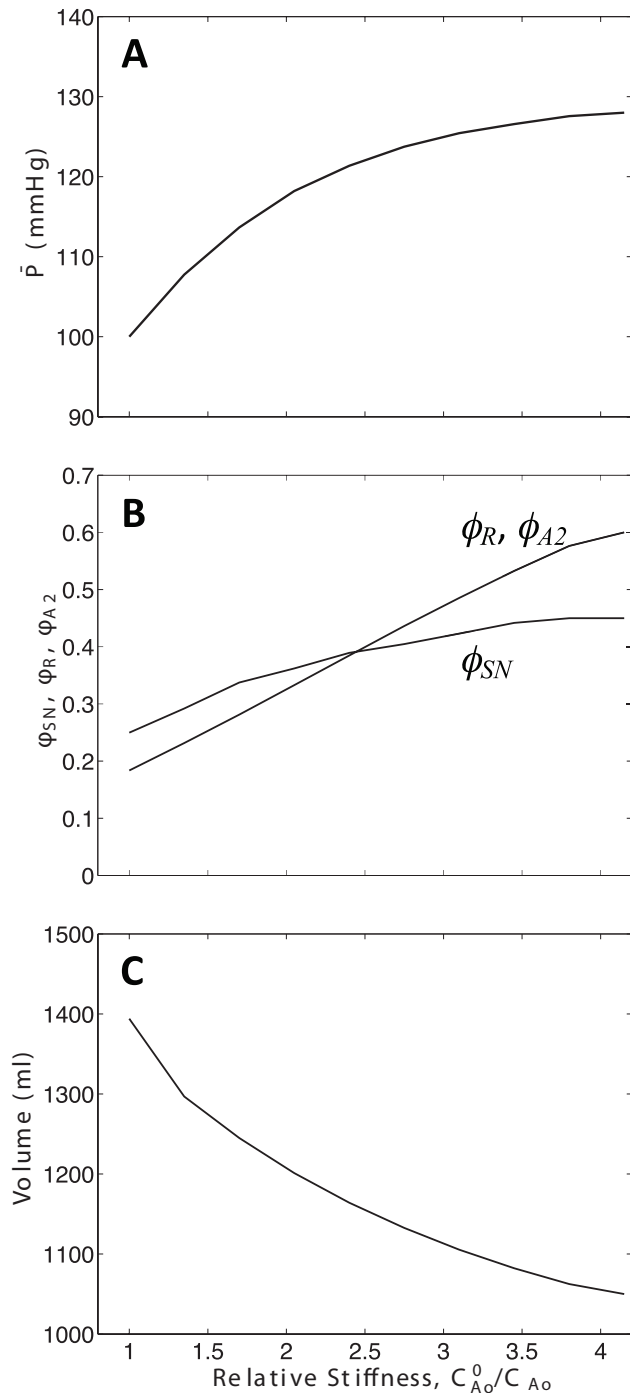 A
140
130
120
110
100
90
P̄ (mmHg)
B
0.7
0.6
0.5
0.4
0.3
0.2
0.1
0
φSN, φR, φA2
ϕR, ϕA2
ϕSN
C
1500
1400
1300
1200
1100
1000
Volume (ml)
1 1.5 2 2.5 3 3.5 4
Relative Stiffness, C⁰Ao/C Ao